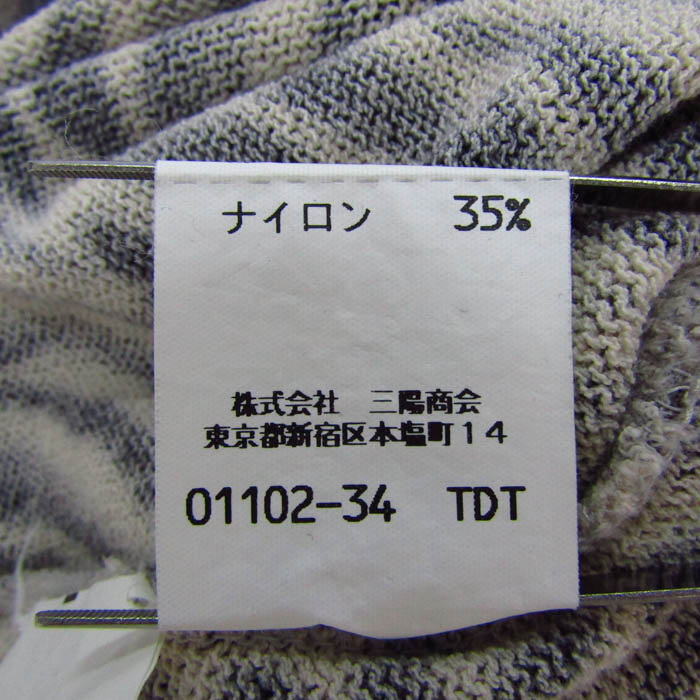 ナイロン 35%
株式会社 三陽商会
東京都新宿区本塩町14
01102-34 TDT